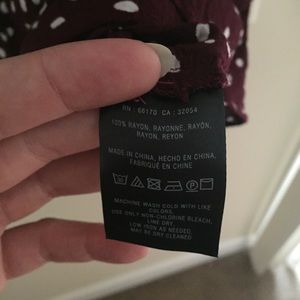 RN : 66170 CA : 32054
100% RAYON, RAYONNE, RAYÓN,
RAYON, REYON
MADE IN CHINA, HECHO EN CHINA,
FABRIQUÉ EN CHINE
MACHINE WASH COLD WITH LIKE
COLORS,
USE ONLY NON-CHLORINE BLEACH,
LINE DRY
LOW IRON AS NEEDED.
MAY BE DRY CLEANED